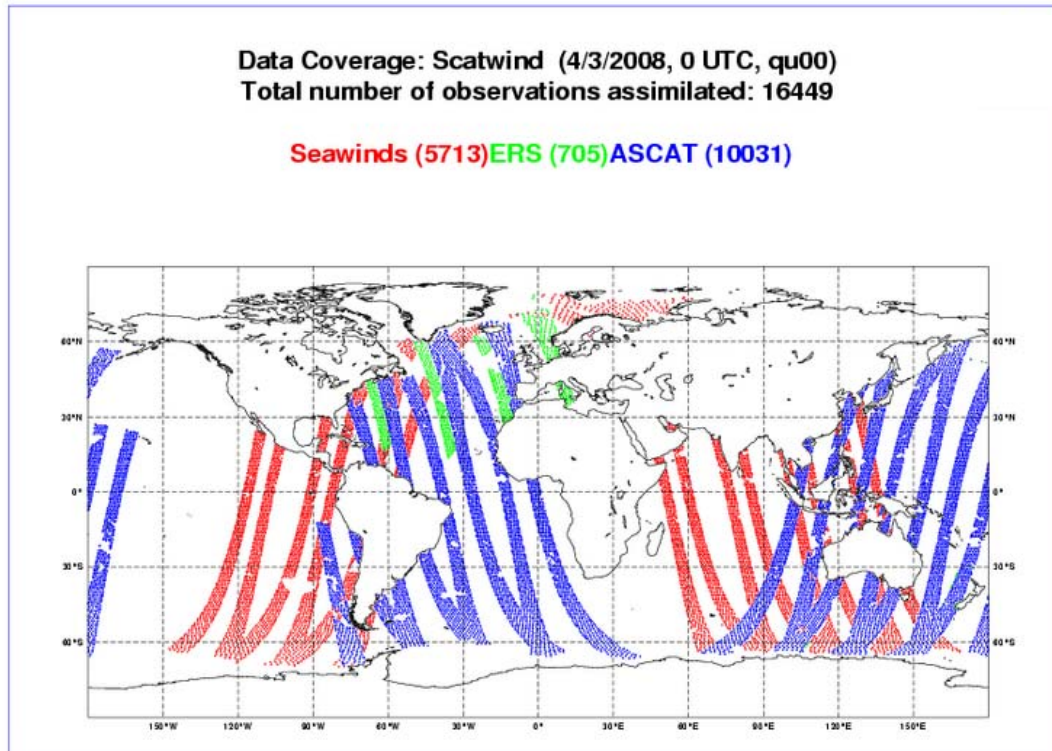 Data Coverage: Scatwind (4/3/2008, 0 UTC, qu00)
Total number of observations assimilated: 16449
Seawinds (5713)ERS (705)ASCAT (10031)
60°N 60°N
30°N 30°N
0° 0°
30°S 30°S
60°S 60°S
150°W 120°W 90°W 60°W 30°W 0° 30°E 60°E 90°E 120°E 150°E